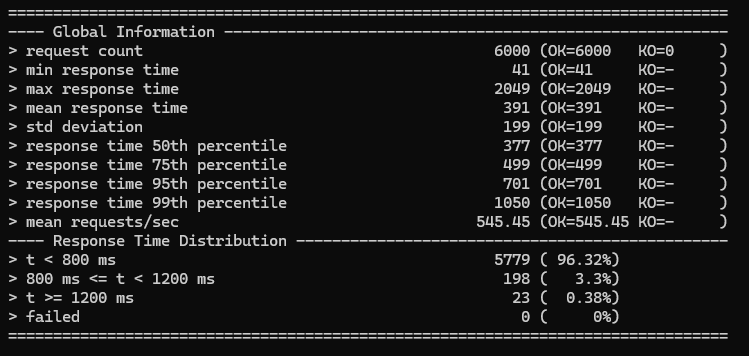 ================================================================================
---- Global Information --------------------------------------------------------
> request count                                       6000 (OK=6000   KO=0     )
> min response time                                     41 (OK=41     KO=-     )
> max response time                                   2049 (OK=2049   KO=-     )
> mean response time                                   391 (OK=391    KO=-     )
> std deviation                                        199 (OK=199    KO=-     )
> response time 50th percentile                        377 (OK=377    KO=-     )
> response time 75th percentile                        499 (OK=499    KO=-     )
> response time 95th percentile                        701 (OK=701    KO=-     )
> response time 99th percentile                       1050 (OK=1050   KO=-     )
> mean requests/sec                                 545.45 (OK=545.45 KO=-     )
---- Response Time Distribution ------------------------------------------------
> t < 800 ms                                          5779 ( 96.32%)
> 800 ms <= t < 1200 ms                                198 (   3.3%)
> t >= 1200 ms                                          23 (  0.38%)
> failed                                                 0 (     0%)
================================================================================